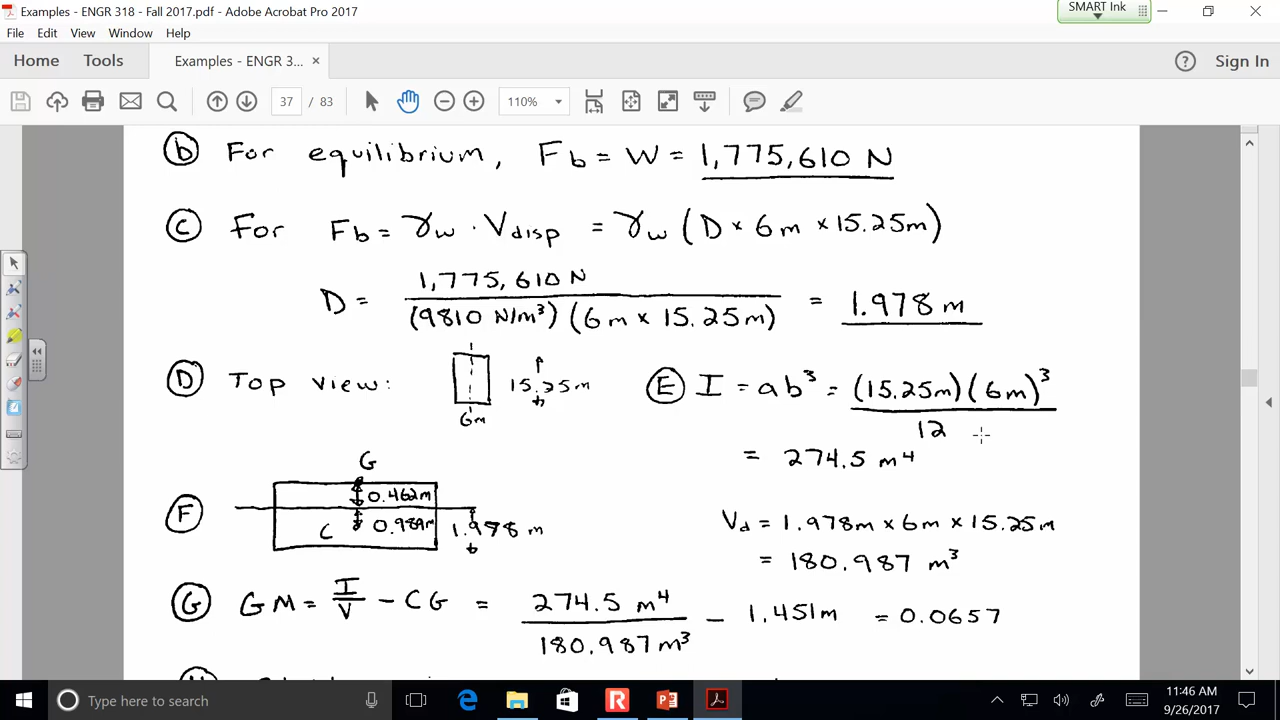 Examples - ENGR 318 - Fall 2017.pdf - Adobe Acrobat Pro 2017
SMART Ink
File Edit View Window Help
Home Tools Examples - ENGR 3... × Sign In
37 / 83 110%
(b) For equilibrium, Fb = W = 1,775,610 N
(c) For Fb = γw · Vdisp = γw (D × 6m × 15.25m)
D = 1,775,610 N / (9810 N/m³) (6m × 15.25m) = 1.978 m
(D) Top view: 15.25m
6m
(E) I = ab³ = (15.25m)(6m)³ / 12
= 274.5 m⁴
G
0.462m
(F) C 0.989m 1.978 m
Vd = 1.978m × 6m × 15.25m
= 180.987 m³
(G) GM = I/V - CG = 274.5 m⁴ / 180.987 m³ - 1.451m = 0.0657
Type here to search
11:46 AM
9/26/2017